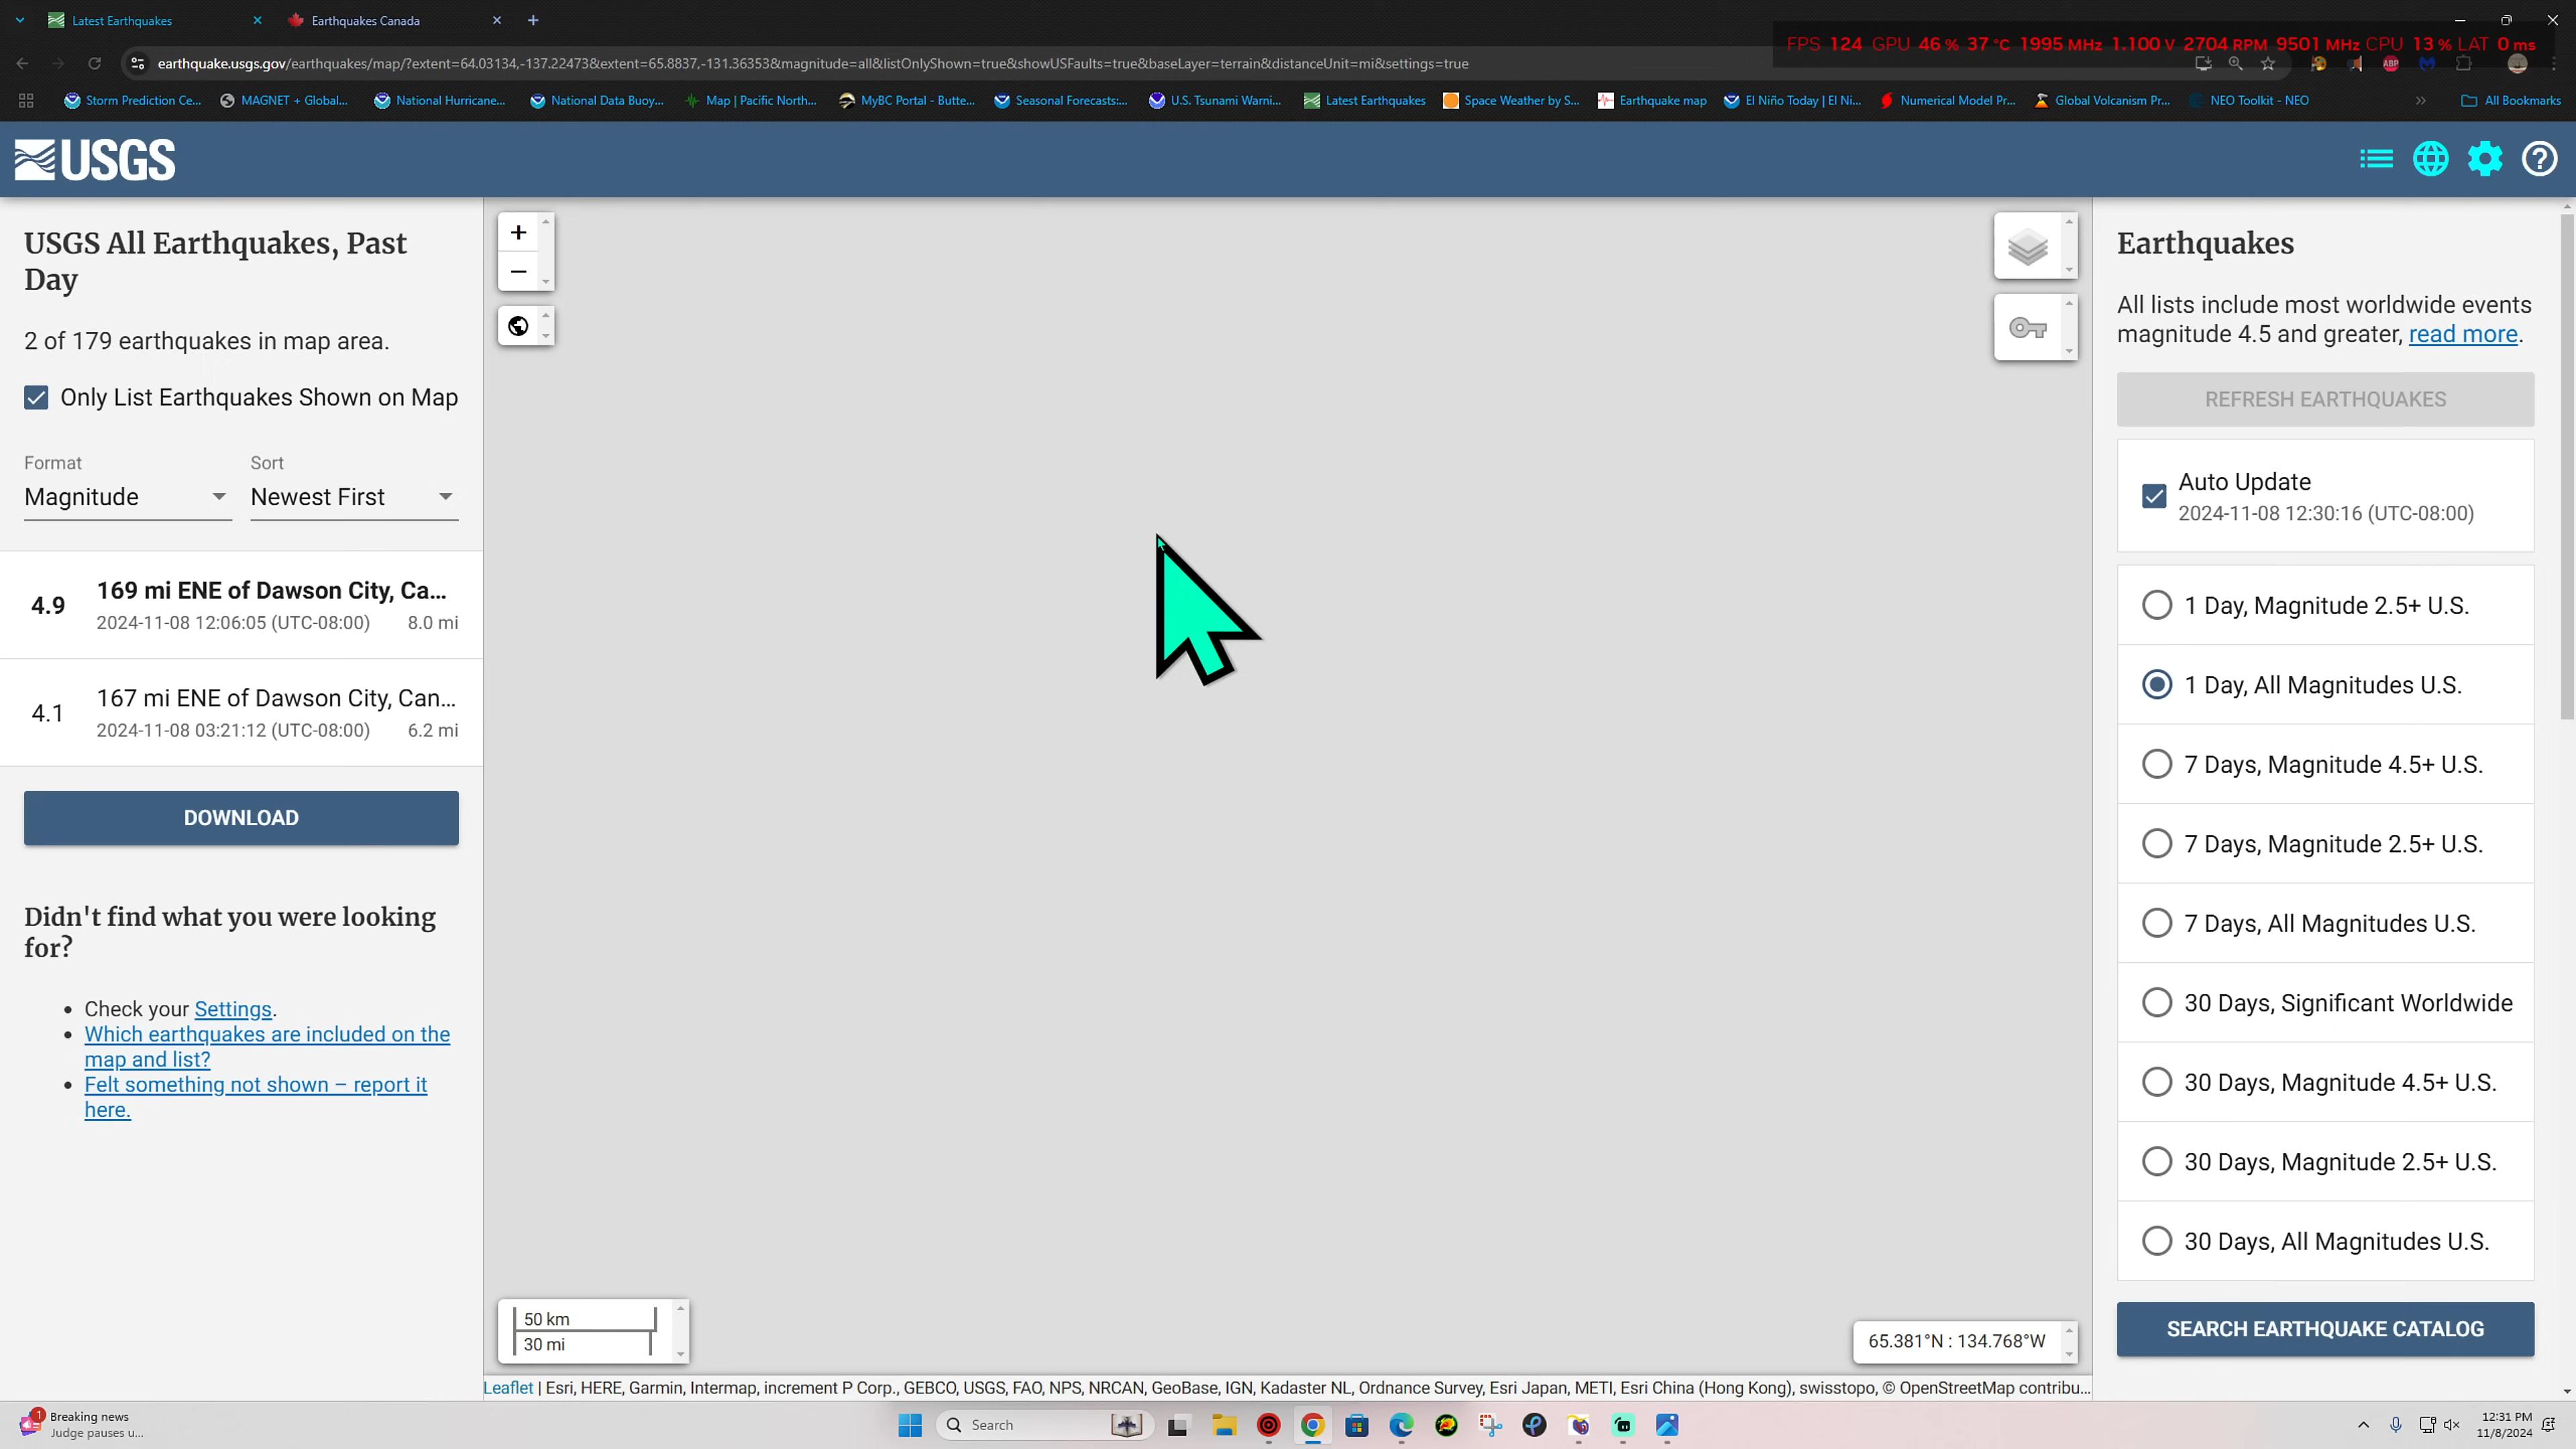 Latest Earthquakes
Earthquakes Canada
FPS 124 GPU 46 % 37 °C 1995 MHz 1.100 V 2704 RPM 9501 MHz CPU 13 % LAT 0 ms
earthquake.usgs.gov/earthquakes/map/?extent=64.03134,-137.22473&extent=65.8837,-131.36353&magnitude=all&listOnlyShown=true&showUSFaults=true&baseLayer=terrain&distanceUnit=mi&settings=true
ABP
Storm Prediction Ce... MAGNET + Global... National Hurricane... National Data Buoy... Map | Pacific North... MyBC Portal - Butte... Seasonal Forecasts:... U.S. Tsunami Warni... Latest Earthquakes Space Weather by S... Earthquake map El Niño Today | El Ni... Numerical Model Pr... Global Volcanism Pr... NEO Toolkit - NEO » All Bookmarks
USGS
USGS All Earthquakes, Past
Day
2 of 179 earthquakes in map area.
Only List Earthquakes Shown on Map
Format Sort
Magnitude Newest First
4.9 169 mi ENE of Dawson City, Ca...
2024-11-08 12:06:05 (UTC-08:00) 8.0 mi
4.1 167 mi ENE of Dawson City, Can...
2024-11-08 03:21:12 (UTC-08:00) 6.2 mi
DOWNLOAD
Didn't find what you were looking
for?
Check your Settings.
Which earthquakes are included on the
map and list?
Felt something not shown – report it
here.
+
−
50 km
30 mi
65.381°N : 134.768°W
Leaflet | Esri, HERE, Garmin, Intermap, increment P Corp., GEBCO, USGS, FAO, NPS, NRCAN, GeoBase, IGN, Kadaster NL, Ordnance Survey, Esri Japan, METI, Esri China (Hong Kong), swisstopo, © OpenStreetMap contribu...
Earthquakes
All lists include most worldwide events
magnitude 4.5 and greater, read more.
REFRESH EARTHQUAKES
Auto Update
2024-11-08 12:30:16 (UTC-08:00)
1 Day, Magnitude 2.5+ U.S.
1 Day, All Magnitudes U.S.
7 Days, Magnitude 4.5+ U.S.
7 Days, Magnitude 2.5+ U.S.
7 Days, All Magnitudes U.S.
30 Days, Significant Worldwide
30 Days, Magnitude 4.5+ U.S.
30 Days, Magnitude 2.5+ U.S.
30 Days, All Magnitudes U.S.
SEARCH EARTHQUAKE CATALOG
1
Breaking news
Judge pauses u...
Search
12:31 PM
11/8/2024